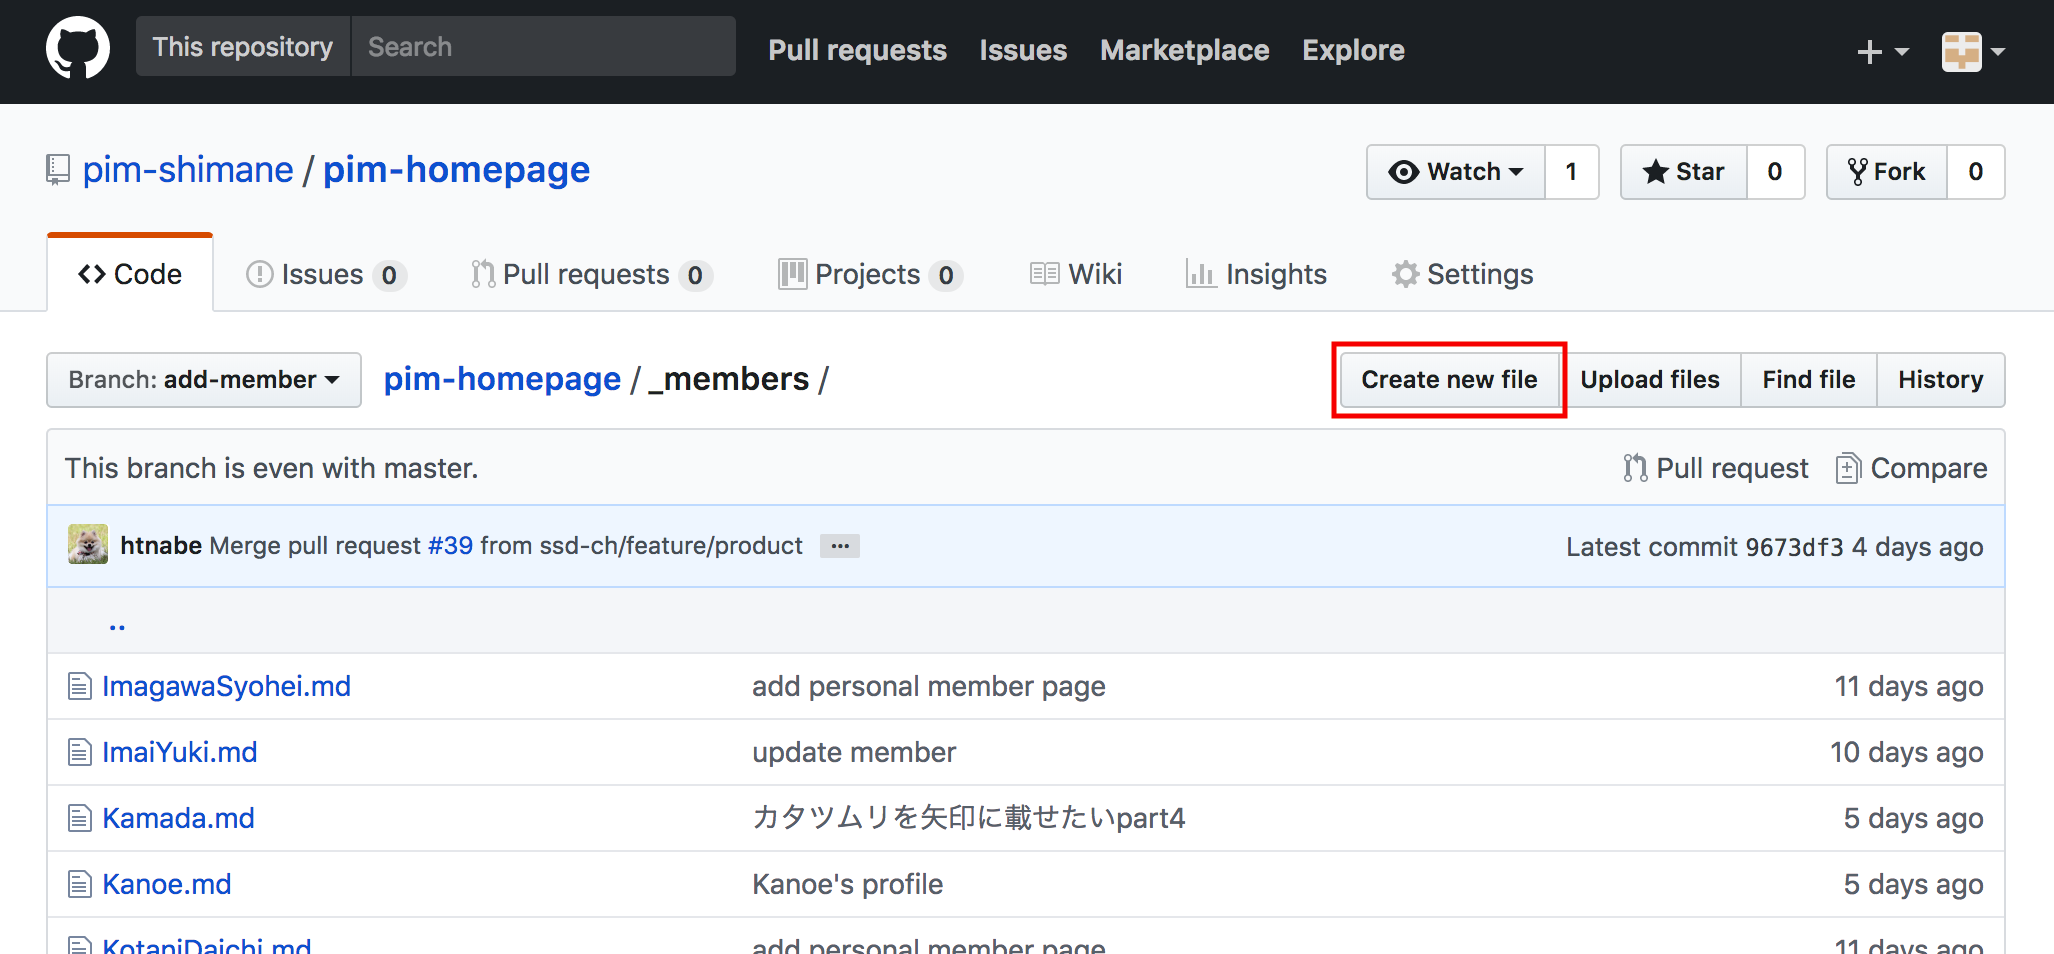 This repository Search Pull requests Issues Marketplace Explore
pim-shimane / pim-homepage Watch 1 Star 0 Fork 0
Code Issues 0 Pull requests 0 Projects 0 Wiki Insights Settings
Branch: add-member pim-homepage / _members / Create new file Upload files Find file History
This branch is even with master. Pull request Compare
htnabe Merge pull request #39 from ssd-ch/feature/product … Latest commit 9673df3 4 days ago
..
ImagawaSyohei.md add personal member page 11 days ago
ImaiYuki.md update member 10 days ago
Kamada.md カタツムリを矢印に載せたいpart4 5 days ago
Kanoe.md Kanoe's profile 5 days ago
KotaniDaichi.md add personal member page 11 days ago